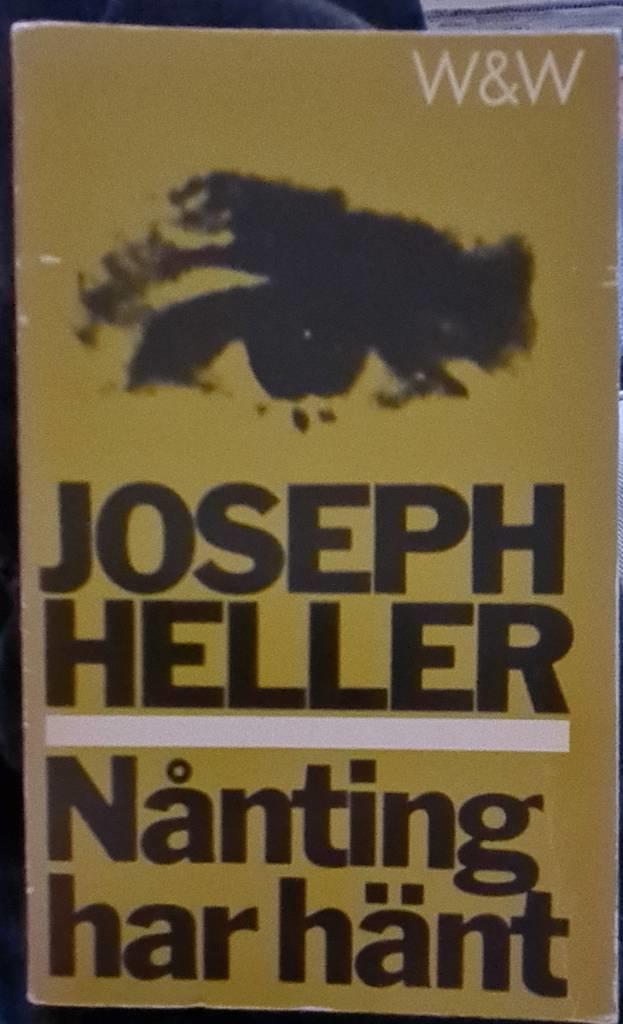 W&W
JOSEPH
HELLER
Nånting
har hänt